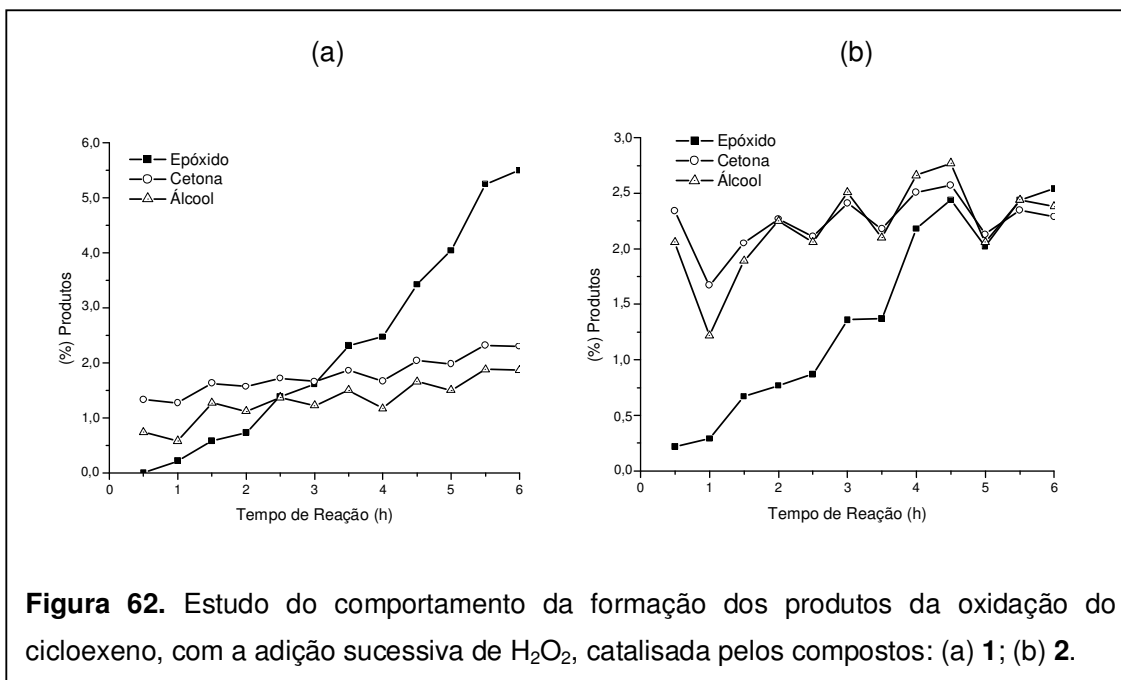 (a)
(b)
6,0
5,0
3,0
2,0
1,0
0,0
0
1
2
3
4
5
6
(%) Produtos
Tempo de Reação (h)
Epóxido
Cetona
Álcool
3,0
2,5
2,0
1,5
1,0
0,5
0,0
0
1
2
3
4
5
6
(%) Produtos
Tempo de Reação (h)
Epóxido
Cetona
Álcool
Figura 62. Estudo do comportamento da formação dos produtos da oxidação do
cicloexeno, com a adição sucessiva de H₂O₂, catalisada pelos compostos: (a) 1; (b) 2.